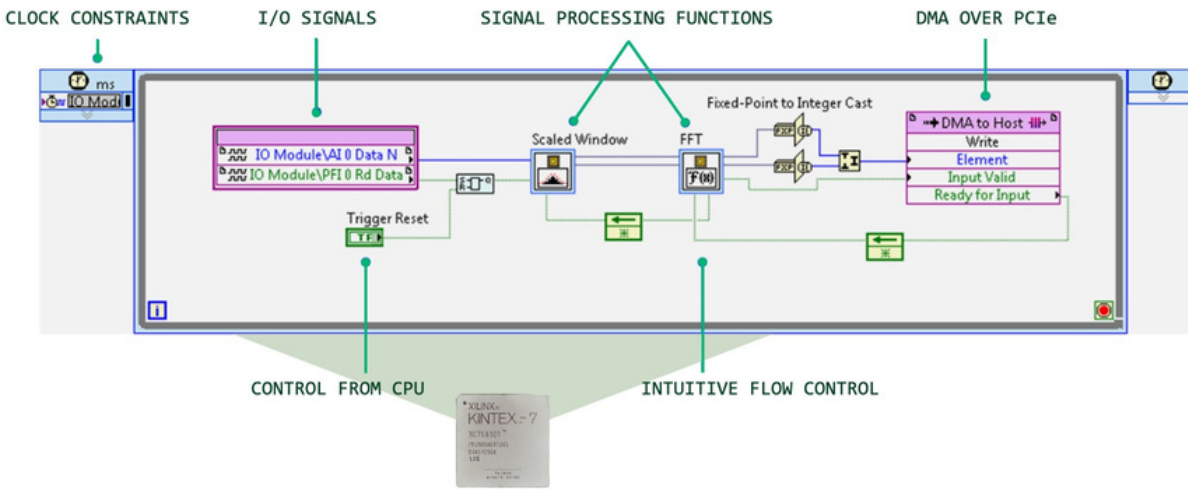 CLOCK CONSTRAINTS
I/O SIGNALS
SIGNAL PROCESSING FUNCTIONS
DMA OVER PCIe
ms
IO Modi
Fixed-Point to Integer Cast
Scaled Window
FFT
DMA to Host
Write
Element
Input Valid
Ready for Input
IO Module\AI 0 Data N
IO Module\PFI 0 Rd Data
Trigger Reset
TF
F(x)
i
CONTROL FROM CPU
INTUITIVE FLOW CONTROL
XILINX
KINTEX-7